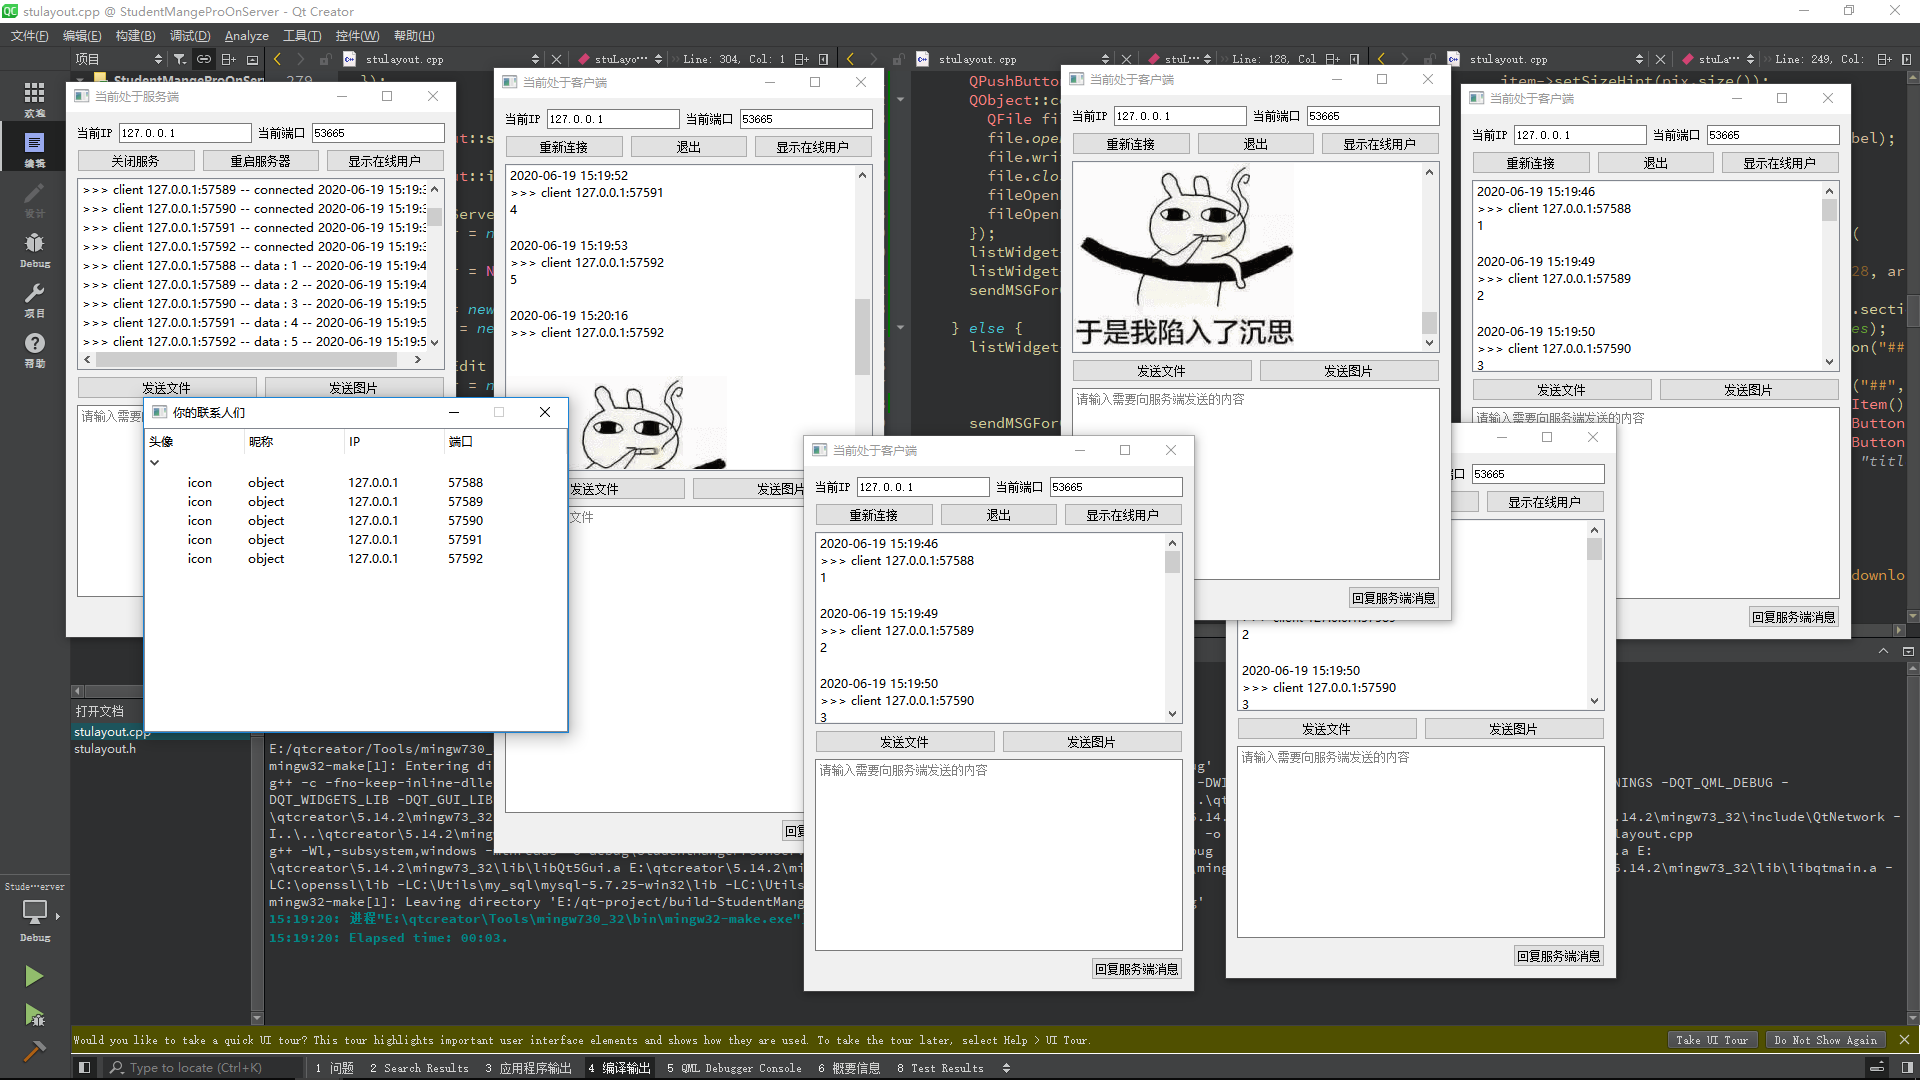 stulayout.cpp @ StudentMangeProOnServer - Qt Creator
文件(F) 编辑(E) 构建(B) 调试(D) Analyze 工具(T) 控件(W) 帮助(H)
项目
stulayout.cpp
stuLayo···
Line: 304, Col: 1
stulayout.cpp
stuL···
Line: 128, Col
stulayout.cpp
stuLa···
Line: 249, Col:
欢迎
编辑
设计
Debug
项目
帮助
StudentMangeProOnServ
279
});
当前处于服务端
当前IP 127.0.0.1 当前端口 53665
关闭服务 重启服务器 显示在线用户
>>> client 127.0.0.1:57589 -- connected 2020-06-19 15:19:3
>>> client 127.0.0.1:57590 -- connected 2020-06-19 15:19:3
>>> client 127.0.0.1:57591 -- connected 2020-06-19 15:19:3
>>> client 127.0.0.1:57592 -- connected 2020-06-19 15:19:3
>>> client 127.0.0.1:57588 -- data : 1 -- 2020-06-19 15:19:4
>>> client 127.0.0.1:57589 -- data : 2 -- 2020-06-19 15:19:4
>>> client 127.0.0.1:57590 -- data : 3 -- 2020-06-19 15:19:5
>>> client 127.0.0.1:57591 -- data : 4 -- 2020-06-19 15:19:5
>>> client 127.0.0.1:57592 -- data : 5 -- 2020-06-19 15:19:5
发送文件 发送图片
请输入需要
你的联系人们
头像 昵称 IP 端口
icon object 127.0.0.1 57588
icon object 127.0.0.1 57589
icon object 127.0.0.1 57590
icon object 127.0.0.1 57591
icon object 127.0.0.1 57592
当前处于客户端
当前IP 127.0.0.1 当前端口 53665
重新连接 退出 显示在线用户
2020-06-19 15:19:52
>>> client 127.0.0.1:57591
4
2020-06-19 15:19:53
>>> client 127.0.0.1:57592
5
2020-06-19 15:20:16
>>> client 127.0.0.1:57592
发送文件 发送图片
文件
QPushButton
QObject::co
QFile fil
file.ope
file.wri
file.clo
fileOpen
fileOpen
});
listWidget
listWidget
sendMSGForC
} else {
listWidget
sendMSGForC
当前处于客户端
当前IP 127.0.0.1 当前端口 53665
重新连接 退出 显示在线用户
于是我陷入了沉思
发送文件 发送图片
请输入需要向服务端发送的内容
回复服务端消息
item->setSizeHint(pix.size());
当前处于客户端
当前IP 127.0.0.1 当前端口 53665
重新连接 退出 显示在线用户
2020-06-19 15:19:46
>>> client 127.0.0.1:57588
1
2020-06-19 15:19:49
>>> client 127.0.0.1:57589
2
2020-06-19 15:19:50
>>> client 127.0.0.1:57590
3
发送文件 发送图片
请输入需要向服务端发送的内容
回复服务端消息
当前处于客户端
当前IP 127.0.0.1 当前端口 53665
重新连接 退出 显示在线用户
2020-06-19 15:19:46
>>> client 127.0.0.1:57588
1
2020-06-19 15:19:49
>>> client 127.0.0.1:57589
2
2020-06-19 15:19:50
>>> client 127.0.0.1:57590
3
发送文件 发送图片
请输入需要向服务端发送的内容
回复服务端消息
口 53665
显示在线用户
2
2020-06-19 15:19:50
>>> client 127.0.0.1:57590
3
发送文件 发送图片
请输入需要向服务端发送的内容
回复服务端消息
打开文档
stulayout.cpp
stulayout.h
E:/qtcreator/Tools/mingw730_
mingw32-make[1]: Entering di
g++ -c -fno-keep-inline-dlle
DQT_WIDGETS_LIB -DQT_GUI_LIB
\qtcreator\5.14.2\mingw73_32
I..\..\qtcreator\5.14.2\ming
g++ -Wl,-subsystem,windows
\qtcreator\5.14.2\mingw73_32\lib\libQt5Gui.a E:\qtcreator\5.14.2\mi
LC:\openssl\lib -LC:\Utils\my_sql\mysql-5.7.25-win32\lib -LC:\Utils
mingw32-make[1]: Leaving directory 'E:/qt-project/build-StudentMang
15:19:20: 进程"E:\qtcreator\Tools\mingw730_32\bin\mingw32-make.exe"
15:19:20: Elapsed time: 00:03.
NINGS -DQT_QML_DEBUG -
.14.2\mingw73_32\include\QtNetwork -
layout.cpp
.a E:
.14.2\mingw73_32\lib\libqtmain.a -
Stude···erver
Debug
Would you like to take a quick UI tour? This tour highlights important user interface elements and shows how they are used. To take the tour later, select Help > UI Tour.
Take UI Tour Do Not Show Again
Type to locate (Ctrl+K) 1 问题 2 Search Results 3 应用程序输出 4 编译输出 5 QML Debugger Console 6 概要信息 8 Test Results